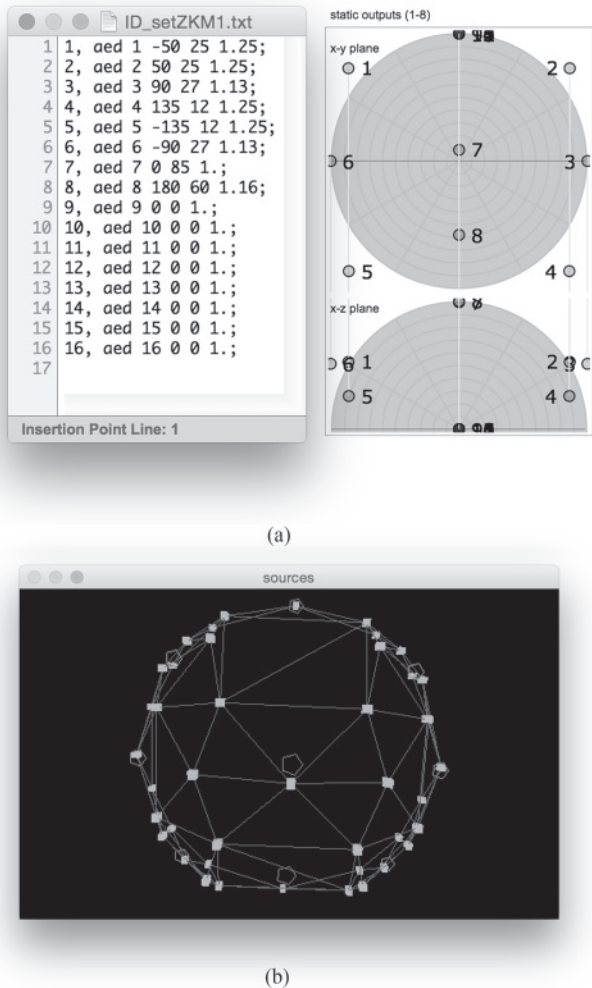 ID_setZKM1.txt
1 1, aed 1 -50 25 1.25;
2 2, aed 2 50 25 1.25;
3 3, aed 3 90 27 1.13;
4 4, aed 4 135 12 1.25;
5 5, aed 5 -135 12 1.25;
6 6, aed 6 -90 27 1.13;
7 7, aed 7 0 85 1.;
8 8, aed 8 180 60 1.16;
9 9, aed 9 0 0 1.;
10 10, aed 10 0 0 1.;
11 11, aed 11 0 0 1.;
12 12, aed 12 0 0 1.;
13 13, aed 13 0 0 1.;
14 14, aed 14 0 0 1.;
15 15, aed 15 0 0 1.;
16 16, aed 16 0 0 1.;
17
Insertion Point Line: 1
static outputs (1-8)
x-y plane
1 2
7
6 3
8
5 4
x-z plane
1 2
5 4
(a)
sources
(b)